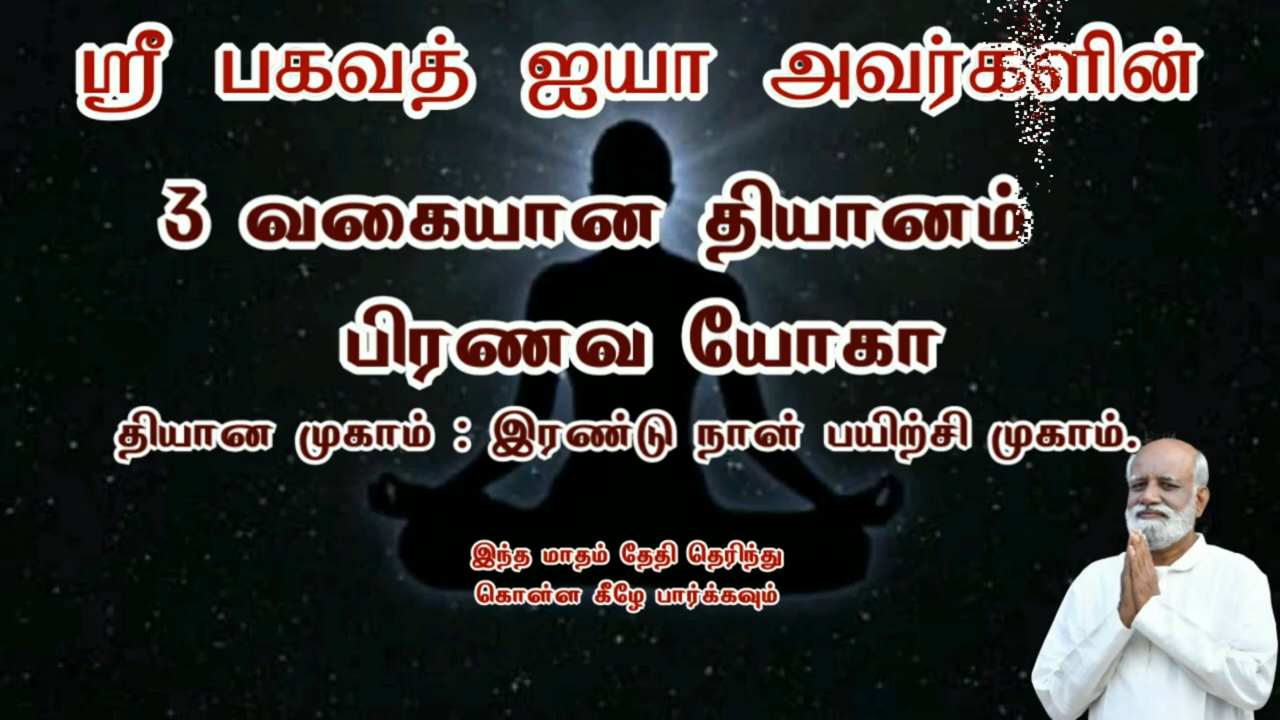 ஸ்ரீ பகவத் ஐயா அவர்களின்
3 வகையான தியானம்
பிரணவ யோகா
தியான முகாம் : இரண்டு நாள் பயிற்சி முகாம்.
இந்த மாதம் தேதி தெரிந்து
கொள்ள கீழே பார்க்கவும்